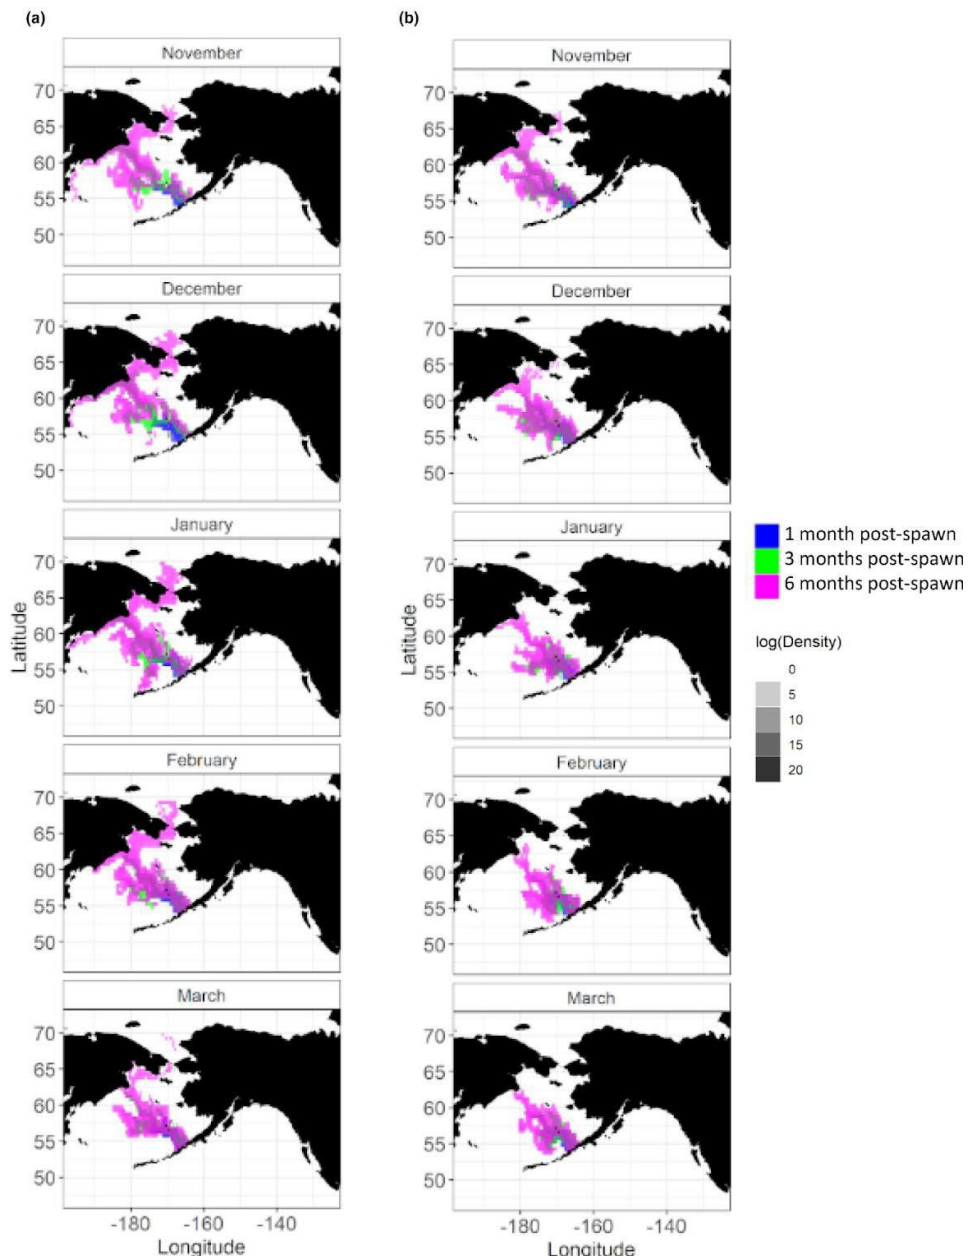 (a)
(b)
November
70
65
60
55
50
December
70
65
60
55
50
January
70
65
60
55
50
February
70
65
60
55
50
March
70
65
60
55
50
-180 -160 -140
Longitude
Latitude
November
70
65
60
55
50
December
70
65
60
55
50
January
70
65
60
55
50
February
70
65
60
55
50
March
70
65
60
55
50
-180 -160 -140
Longitude
Latitude
1 month post-spawn
3 months post-spawn
6 months post-spawn
log(Density)
0
5
10
15
20